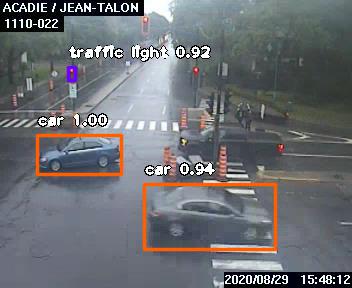 ACADIE / JEAN-TALON
1110-022
traffic light 0.92
car 1.00
car 0.94
2020/08/29 15:48:12